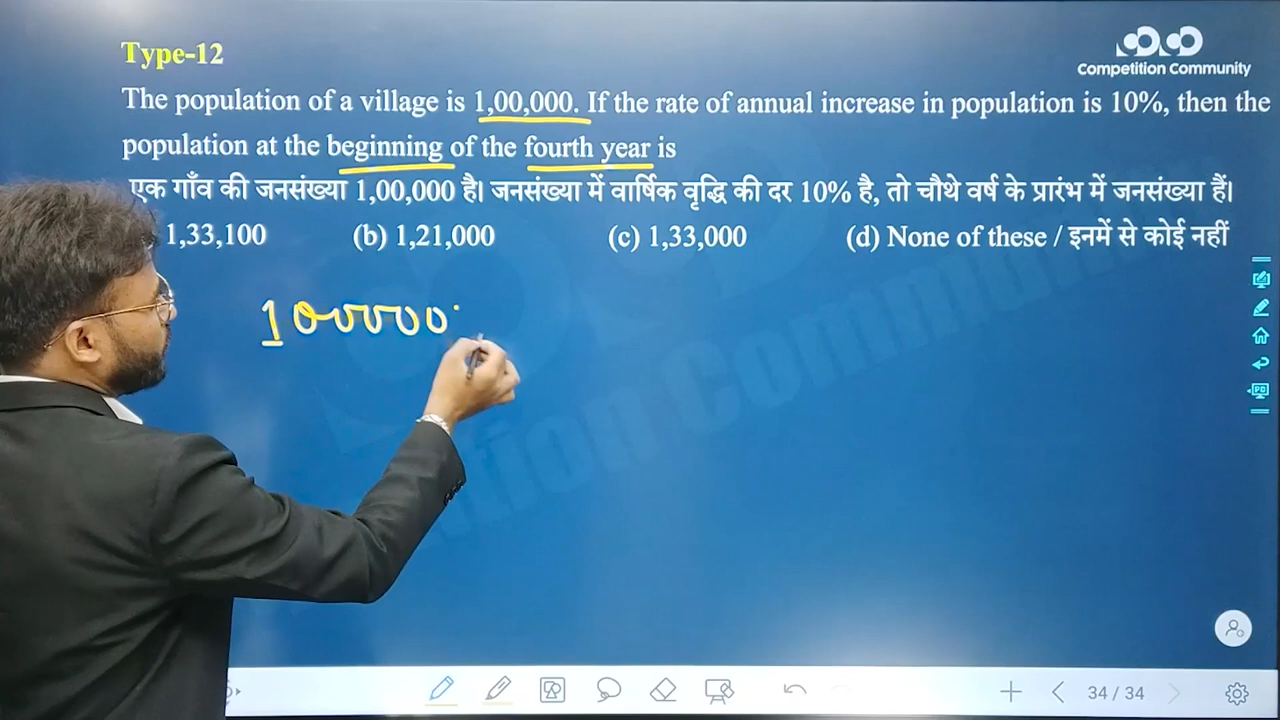 Type-12
Competition Community
The population of a village is 1,00,000. If the rate of annual increase in population is 10%, then the
population at the beginning of the fourth year is
एक गाँव की जनसंख्या 1,00,000 है। जनसंख्या में वार्षिक वृद्धि की दर 10% है, तो चौथे वर्ष के प्रारंभ में जनसंख्या हैं।
1,33,100 (b) 1,21,000 (c) 1,33,000 (d) None of these / इनमें से कोई नहीं
100000
34 / 34